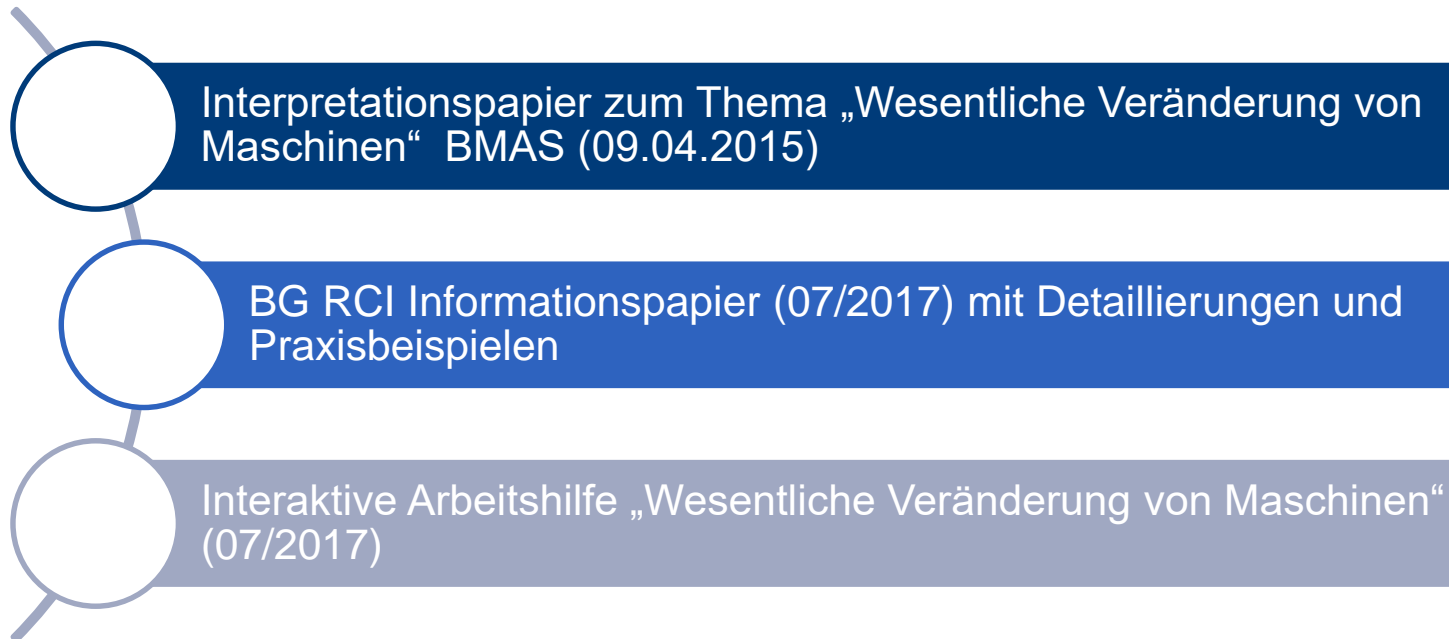 Interpretationspapier zum Thema „Wesentliche Veränderung von
Maschinen“  BMAS (09.04.2015)
BG RCI Informationspapier (07/2017) mit Detaillierungen und
Praxisbeispielen
Interaktive Arbeitshilfe „Wesentliche Veränderung von Maschinen“
(07/2017)